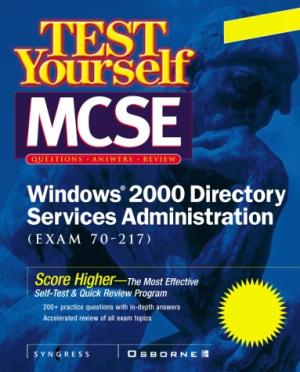 TEST
Yourself
MCSE
QUESTIONS • ANSWERS • REVIEW
Windows® 2000 Directory
Services Administration
(EXAM 70-217)
Score Higher—The Most Effective
Self-Test & Quick Review Program
200+ practice questions with in-depth answers
Accelerated review of all exam topics
SYNGRESS
OSBORNE